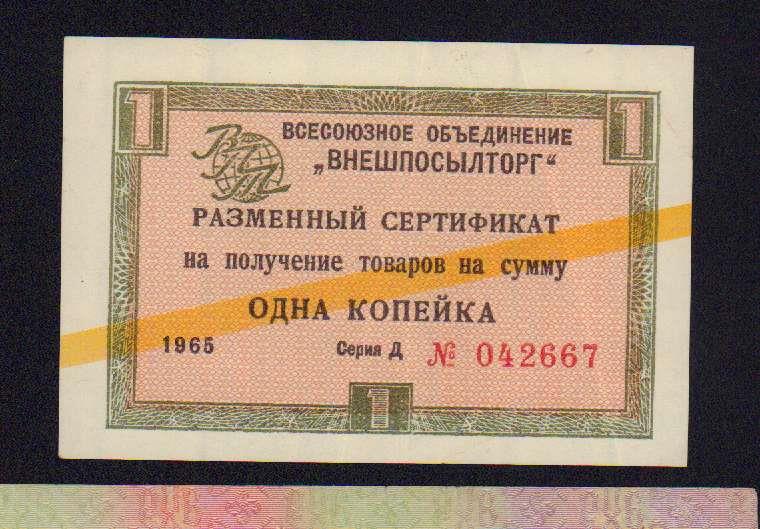 1
1
ВПТ
ВСЕСОЮЗНОЕ ОБЪЕДИНЕНИЕ
„ВНЕШПОСЫЛТОРГ“
РАЗМЕННЫЙ СЕРТИФИКАТ
на получение товаров на сумму
ОДНА КОПЕЙКА
1965 Серия Д № 042667
1